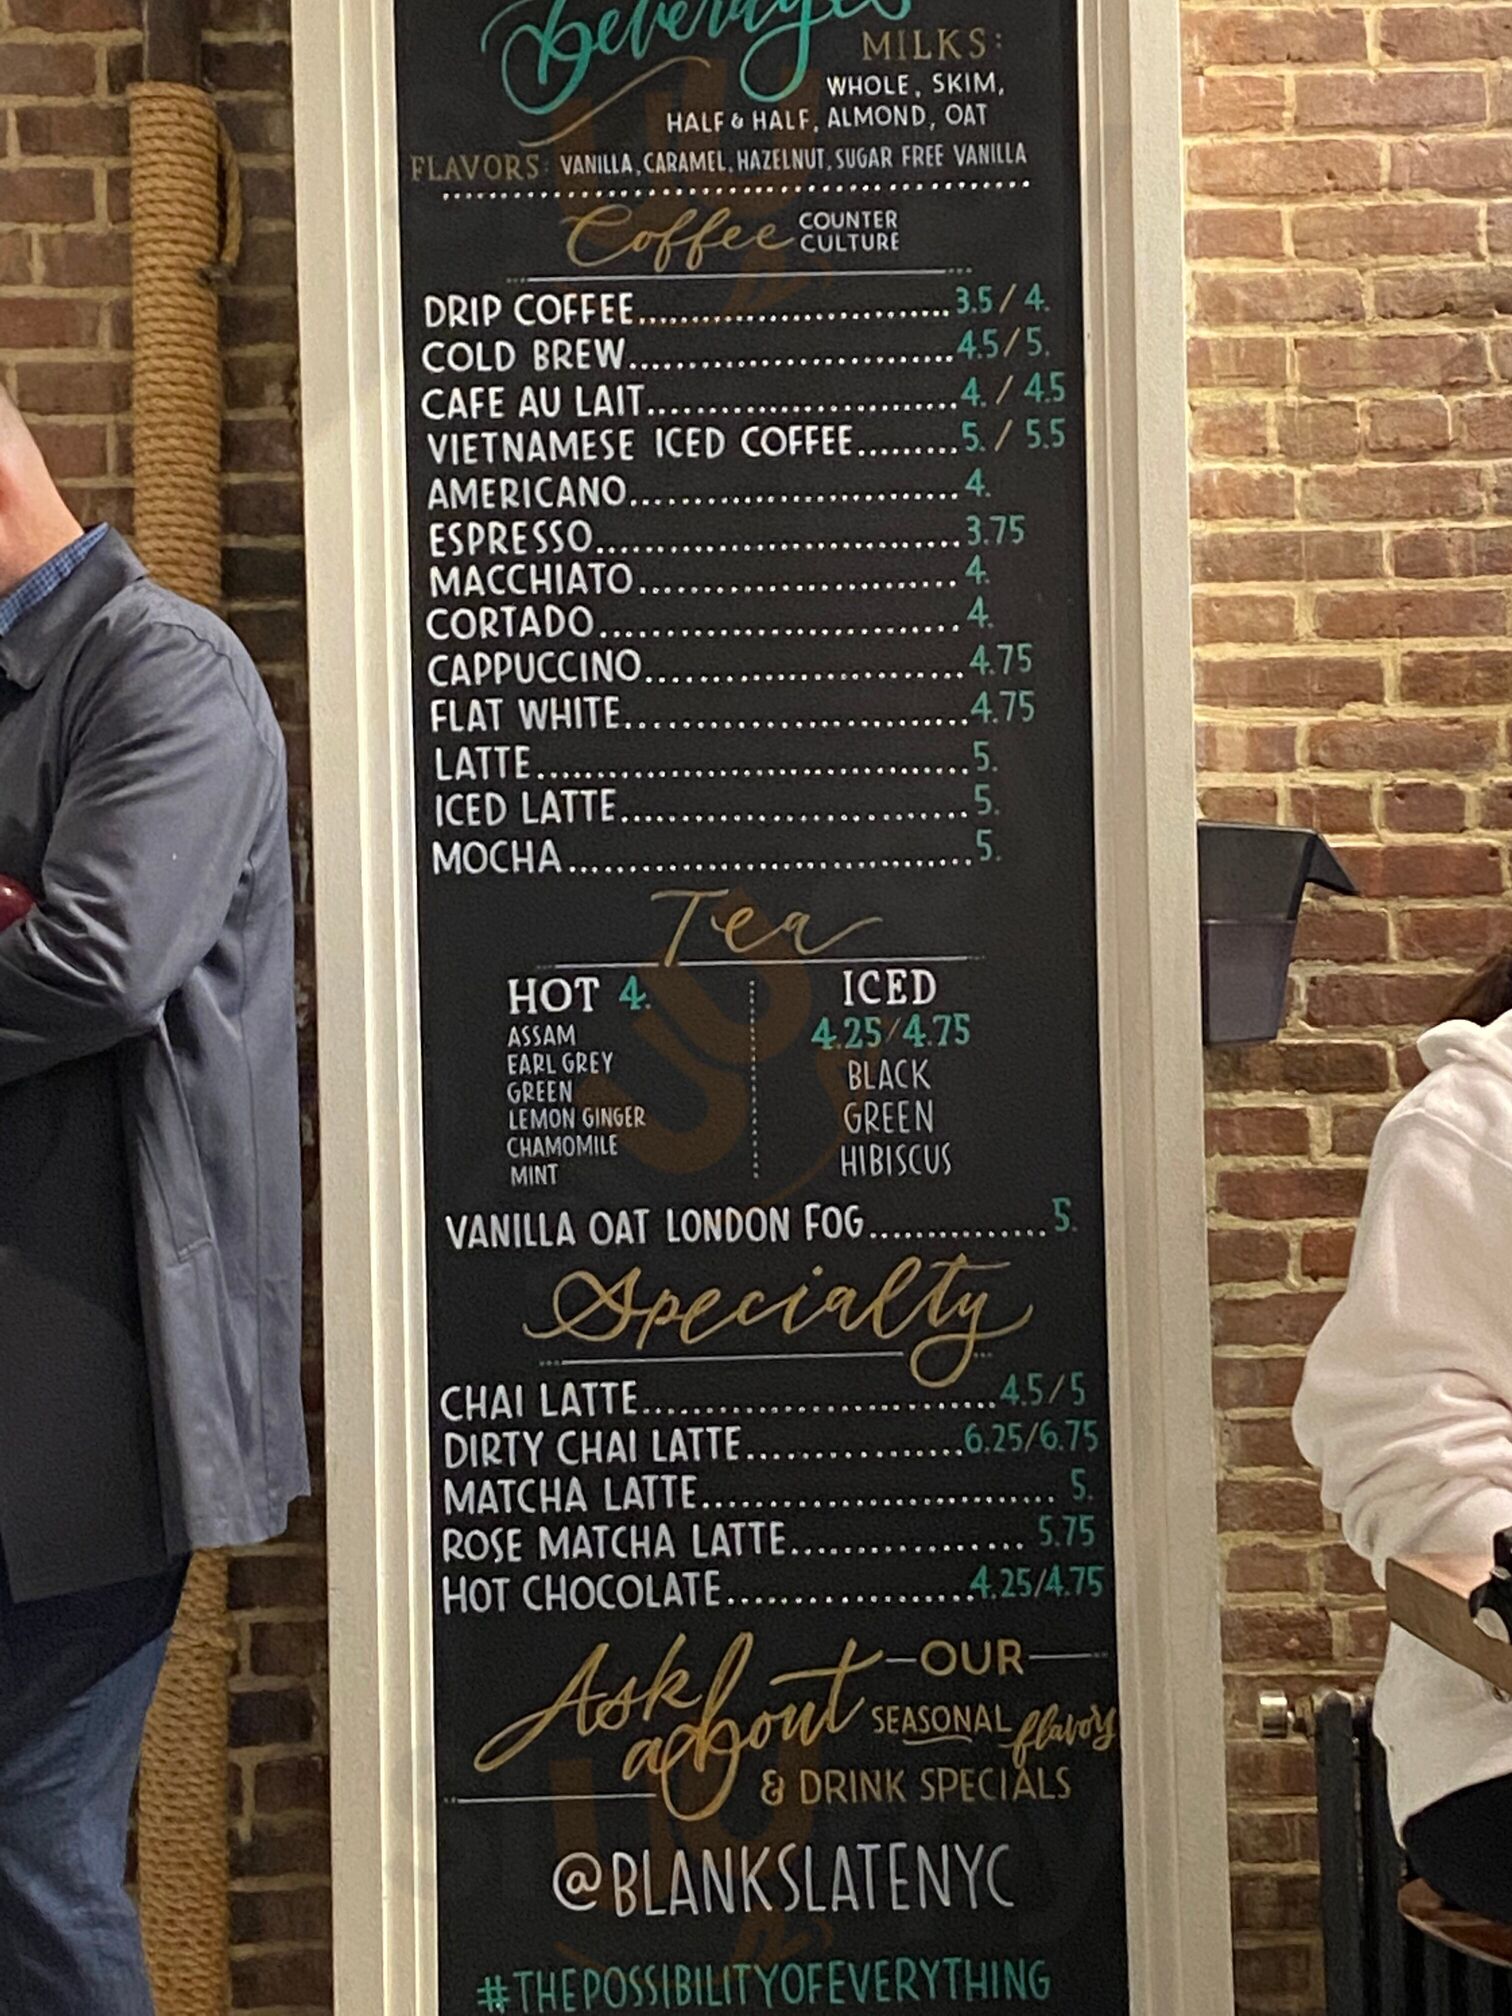 Beverages
MILKS:
WHOLE, SKIM,
HALF & HALF, ALMOND, OAT
FLAVORS: VANILLA, CARAMEL, HAZELNUT, SUGAR FREE VANILLA
Coffee COUNTER CULTURE
DRIP COFFEE 3.5 / 4.
COLD BREW 4.5 / 5.
CAFE AU LAIT 4. / 4.5
VIETNAMESE ICED COFFEE 5. / 5.5
AMERICANO 4.
ESPRESSO 3.75
MACCHIATO 4.
CORTADO 4.
CAPPUCCINO 4.75
FLAT WHITE 4.75
LATTE 5.
ICED LATTE 5.
MOCHA 5.
Tea
HOT 4.
ASSAM
EARL GREY
GREEN
LEMON GINGER
CHAMOMILE
MINT
ICED
4.25/4.75
BLACK
GREEN
HIBISCUS
VANILLA OAT LONDON FOG 5.
Specialty
CHAI LATTE 4.5/5
DIRTY CHAI LATTE 6.25/6.75
MATCHA LATTE 5.
ROSE MATCHA LATTE 5.75
HOT CHOCOLATE 4.25/4.75
Ask about OUR
SEASONAL flavors
& DRINK SPECIALS
@BLANKSLATENYC
#THEPOSSIBILITYOFEVERYTHING